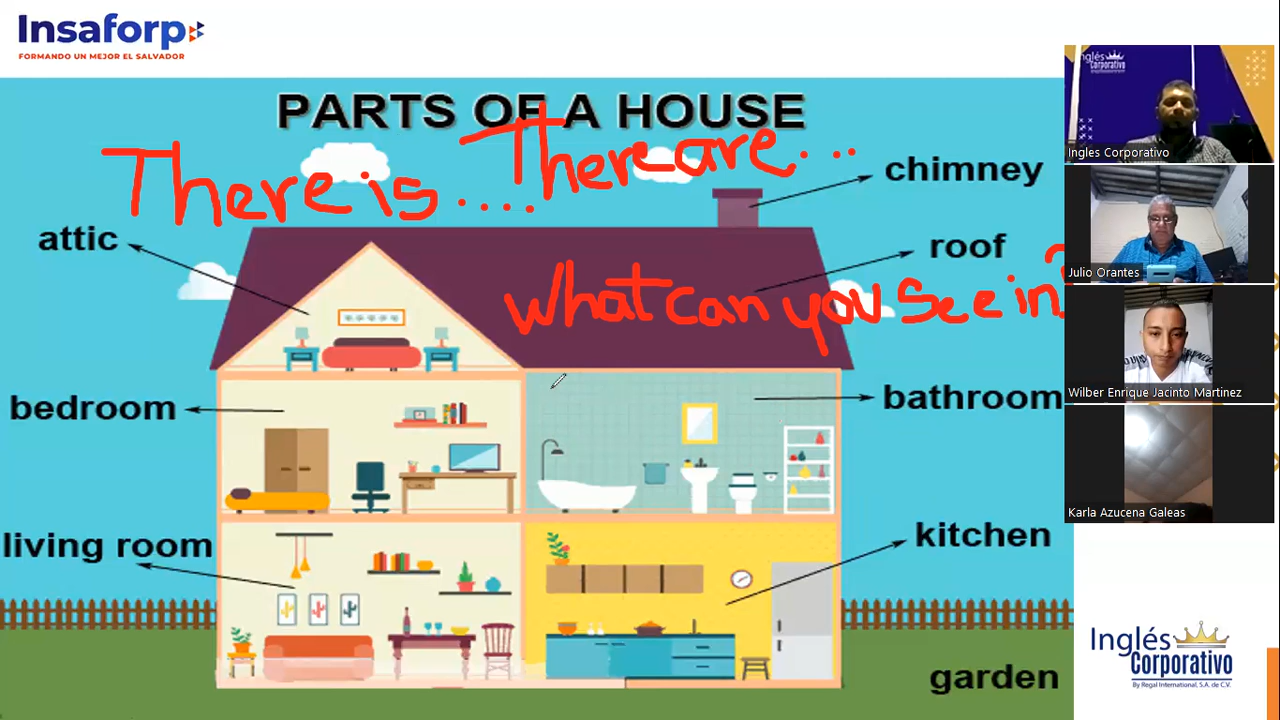 Insaforp
FORMANDO UN MEJOR EL SALVADOR
PARTS OF A HOUSE
There is .... There are ...
chimney
attic
roof
What can you see in?
bedroom
bathroom
living room
kitchen
garden
Inglés
Corporativo
Ingles Corporativo
Julio Orantes
Wilber Enrique Jacinto Martinez
Karla Azucena Galeas
Inglés
Corporativo
By Regal International, S.A. de C.V.